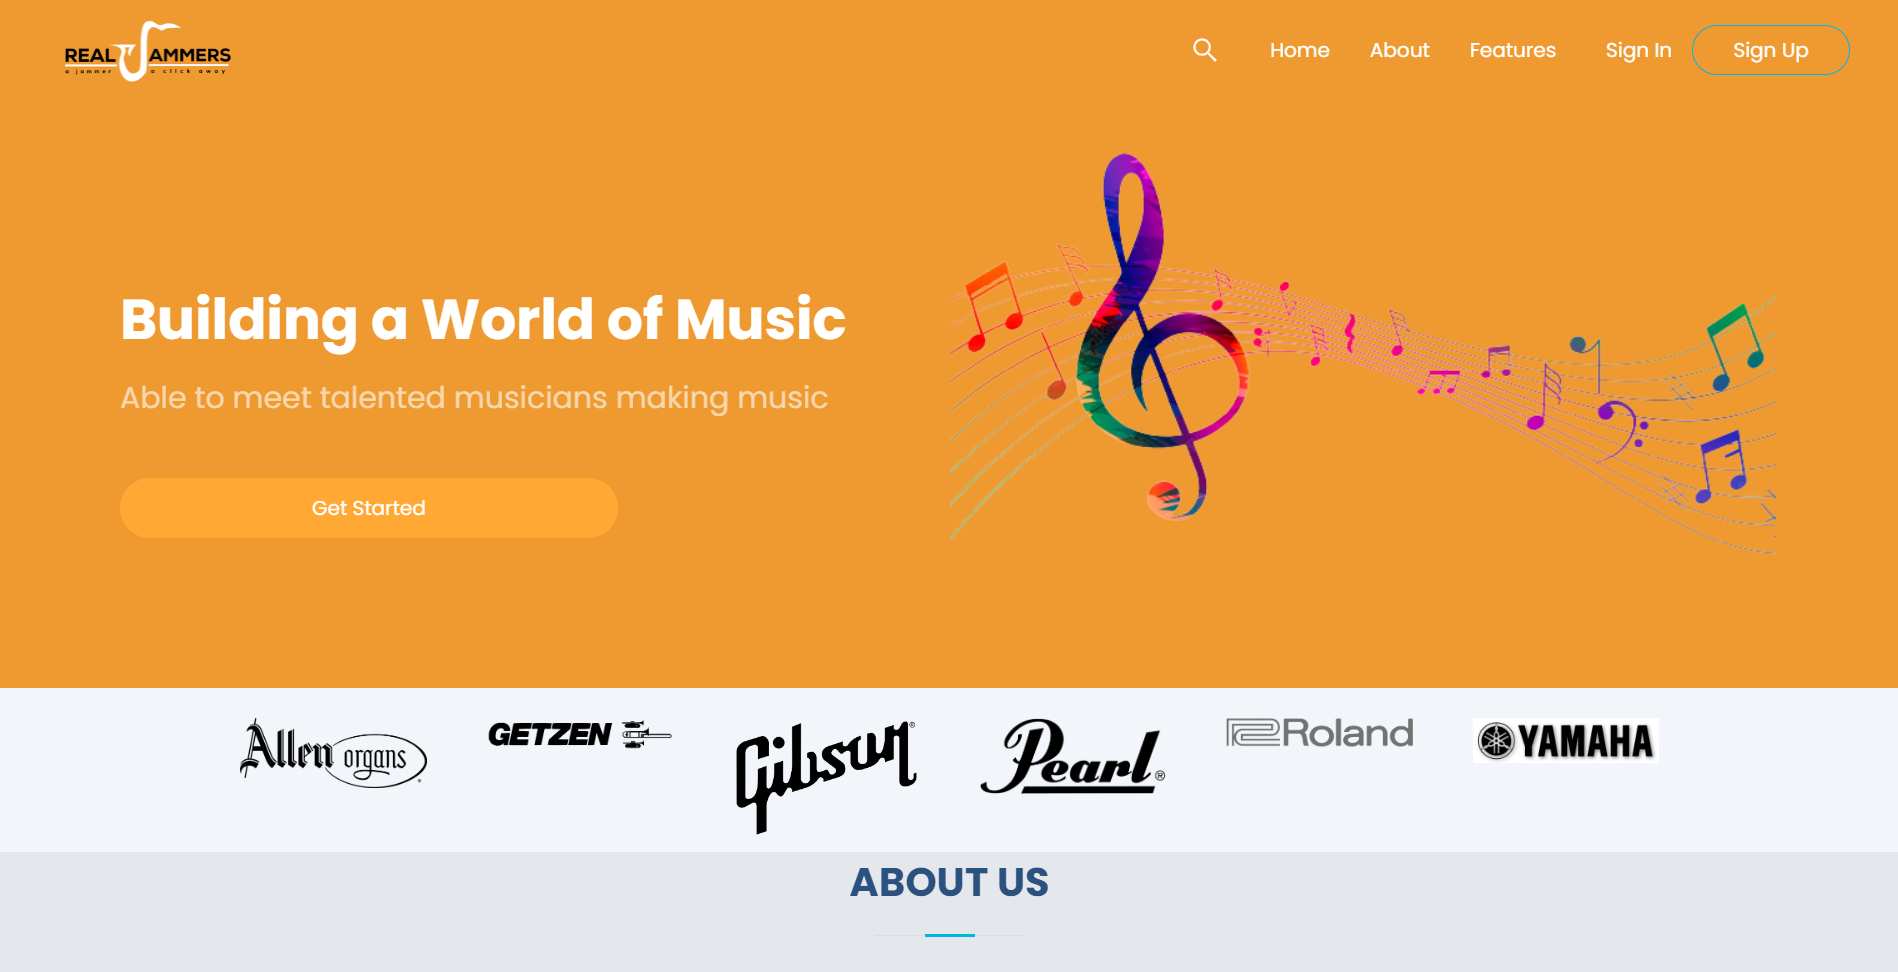 REAL JAMMERS
a jammer a click away
Home About Features Sign In Sign Up
Building a World of Music
Able to meet talented musicians making music
Get Started
Allen organs
GETZEN
Gibson
Pearl
Roland
YAMAHA
ABOUT US